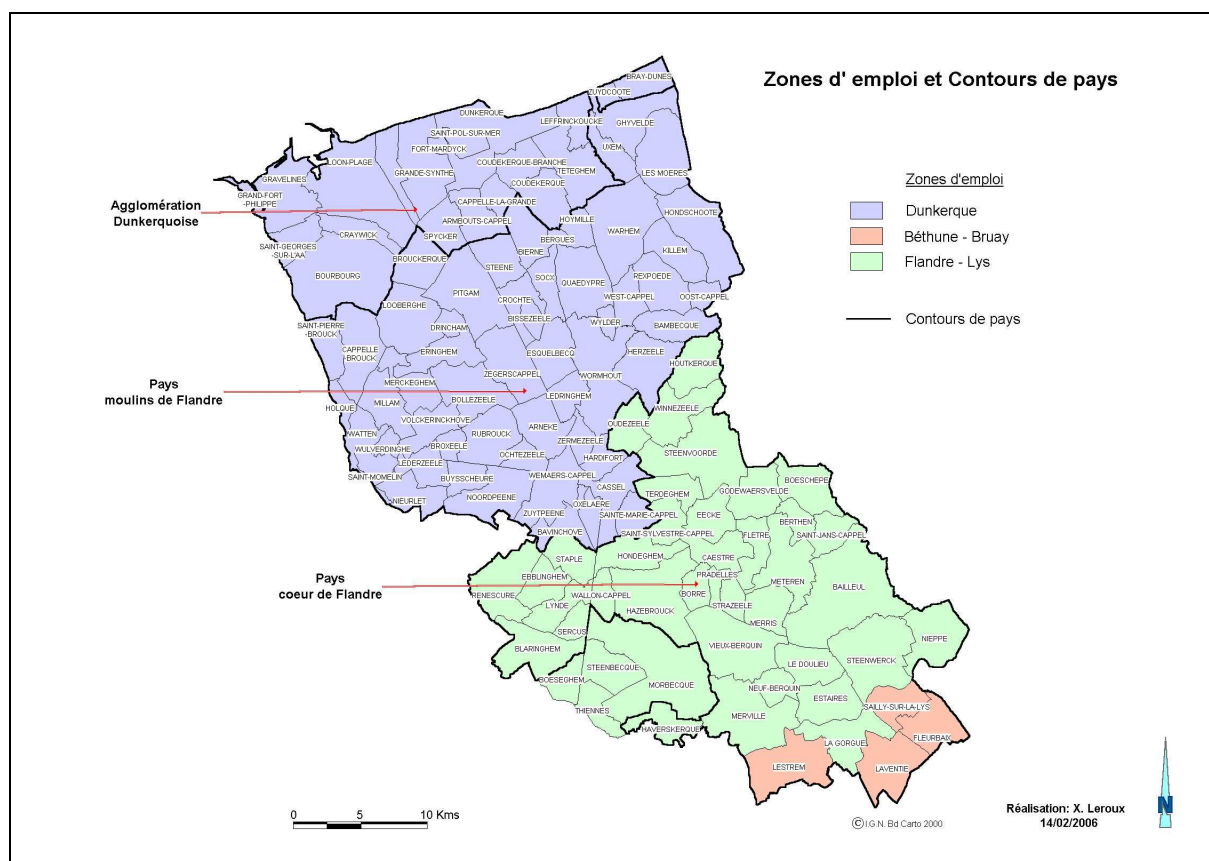 Zones d' emploi et Contours de pays
Zones d'emploi
Dunkerque
Béthune - Bruay
Flandre - Lys
Contours de pays
Agglomération
Dunkerquoise
Pays
moulins de Flandre
Pays
coeur de Flandre
BRAY-DUNES
ZUYDCOOTE
DUNKERQUE
LEFFRINCKOUCKE
GHYVELDE
SAINT-POL-SUR-MER
UXEM
FORT-MARDYCK
LOON-PLAGE
COUDEKERQUE-BRANCHE
TETEGHEM
GRANDE-SYNTHE
LES MOERES
GRAVELINES
COUDEKERQUE
GRAND-FORT
-PHILIPPE
CAPPELLE-LA-GRANDE
HONDSCHOOTE
ARMBOUTS-CAPPEL
HOYMILLE
CRAYWICK
SPYCKER
WARHEM
BERGUES
SAINT-GEORGES
-SUR-L'AA
BIERNE
KILLEM
BROUCKERQUE
STEENE
BOURBOURG
SOCX
QUAEDYPRE
REXPOEDE
PITGAM
CROCHTE
WEST-CAPPEL
OOST-CAPPEL
LOOBERGHE
BISSEZEELE
WYLDER
BAMBECQUE
SAINT-PIERRE
-BROUCK
DRINCHAM
CAPPELLE
-BROUCK
ERINGHEM
ESQUELBECQ
HERZEELE
HOUTKERQUE
ZEGERSCAPPEL
WORMHOUT
MERCKEGHEM
LEDRINGHEM
MILLAM
BOLLEZEELE
HOLQUE
WINNEZEELE
VOLCKERINCKHOVE
OUDEZEELE
ARNEKE
WATTEN
RUBROUCK
ZERMEZEELE
WULVERDINGHE
BROXEELE
OCHTEZEELE
HARDIFORT
STEENVOORDE
LEDERZEELE
SAINT-MOMELIN
BUYSSCHEURE
WEMAERS-CAPPEL
CASSEL
BOESCHEPE
NIEURLET
NOORDPEENE
TERDEGHEM
GODEWAERSVELDE
OXELAERE
ZUYTPEENE
SAINTE-MARIE-CAPPEL
EECKE
BERTHEN
BAVINCHOVE
SAINT-SYLVESTRE-CAPPEL
FLETRE
SAINT-JANS-CAPPEL
STAPLE
HONDEGHEM
CAESTRE
EBBLINGHEM
PRADELLES
METEREN
BAILLEUL
RENESCURE
WALLON-CAPPEL
BORRE
LYNDE
HAZEBROUCK
STRAZEELE
MERRIS
SERCUS
NIEPPE
BLARINGHEM
VIEUX-BERQUIN
STEENBECQUE
LE DOULIEU
STEENWERCK
BOESEGHEM
MORBECQUE
NEUF-BERQUIN
ESTAIRES
SAILLY-SUR-LA-LYS
THIENNES
MERVILLE
HAVERSKERQUE
FLEURBAIX
LA GORGUE
LESTREM
LAVENTIE
0 5 10 Kms
©I.G.N. Bd Carto 2000
Réalisation: X. Leroux
14/02/2006
N